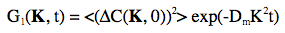 G₁(K, t) = <(ΔC(K, 0))²> exp(-DₘK²t)